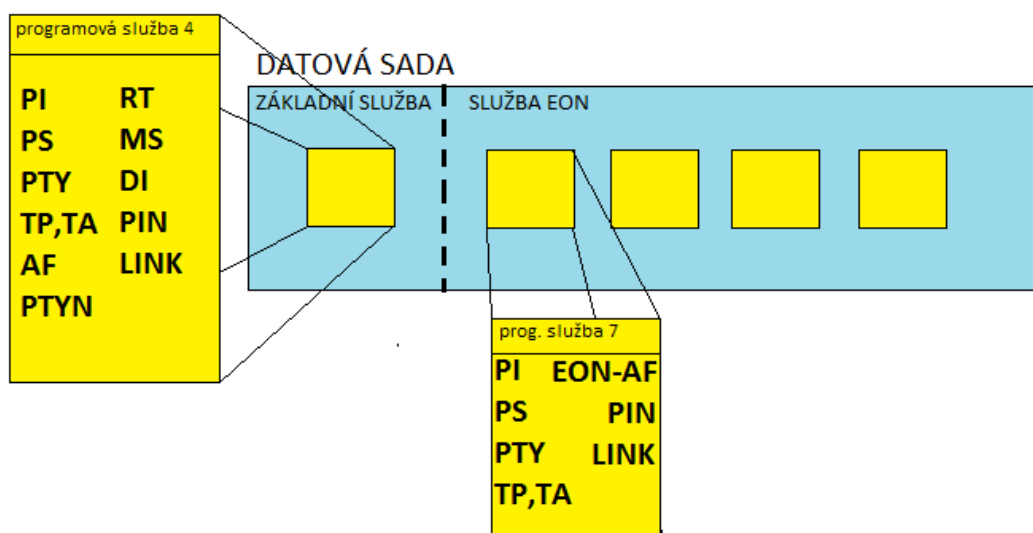 programová služba 4
PI RT
PS MS
PTY DI
TP,TA PIN
AF LINK
PTYN
DATOVÁ SADA
ZÁKLADNÍ SLUŽBA
SLUŽBA EON
prog. služba 7
PI EON-AF
PS PIN
PTY LINK
TP,TA